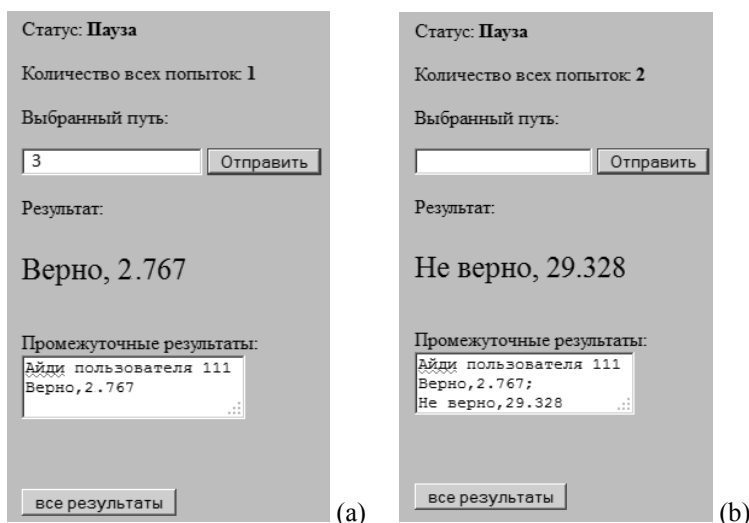 Статус: Пауза
Количество всех попыток: 1
Выбранный путь:
3 Отправить
Результат:
Верно, 2.767
Промежуточные результаты:
Айди пользователя 111
Верно,2.767
все результаты
(a)
Статус: Пауза
Количество всех попыток: 2
Выбранный путь:
Отправить
Результат:
Не верно, 29.328
Промежуточные результаты:
Айди пользователя 111
Верно,2.767;
Не верно,29.328
все результаты
(b)